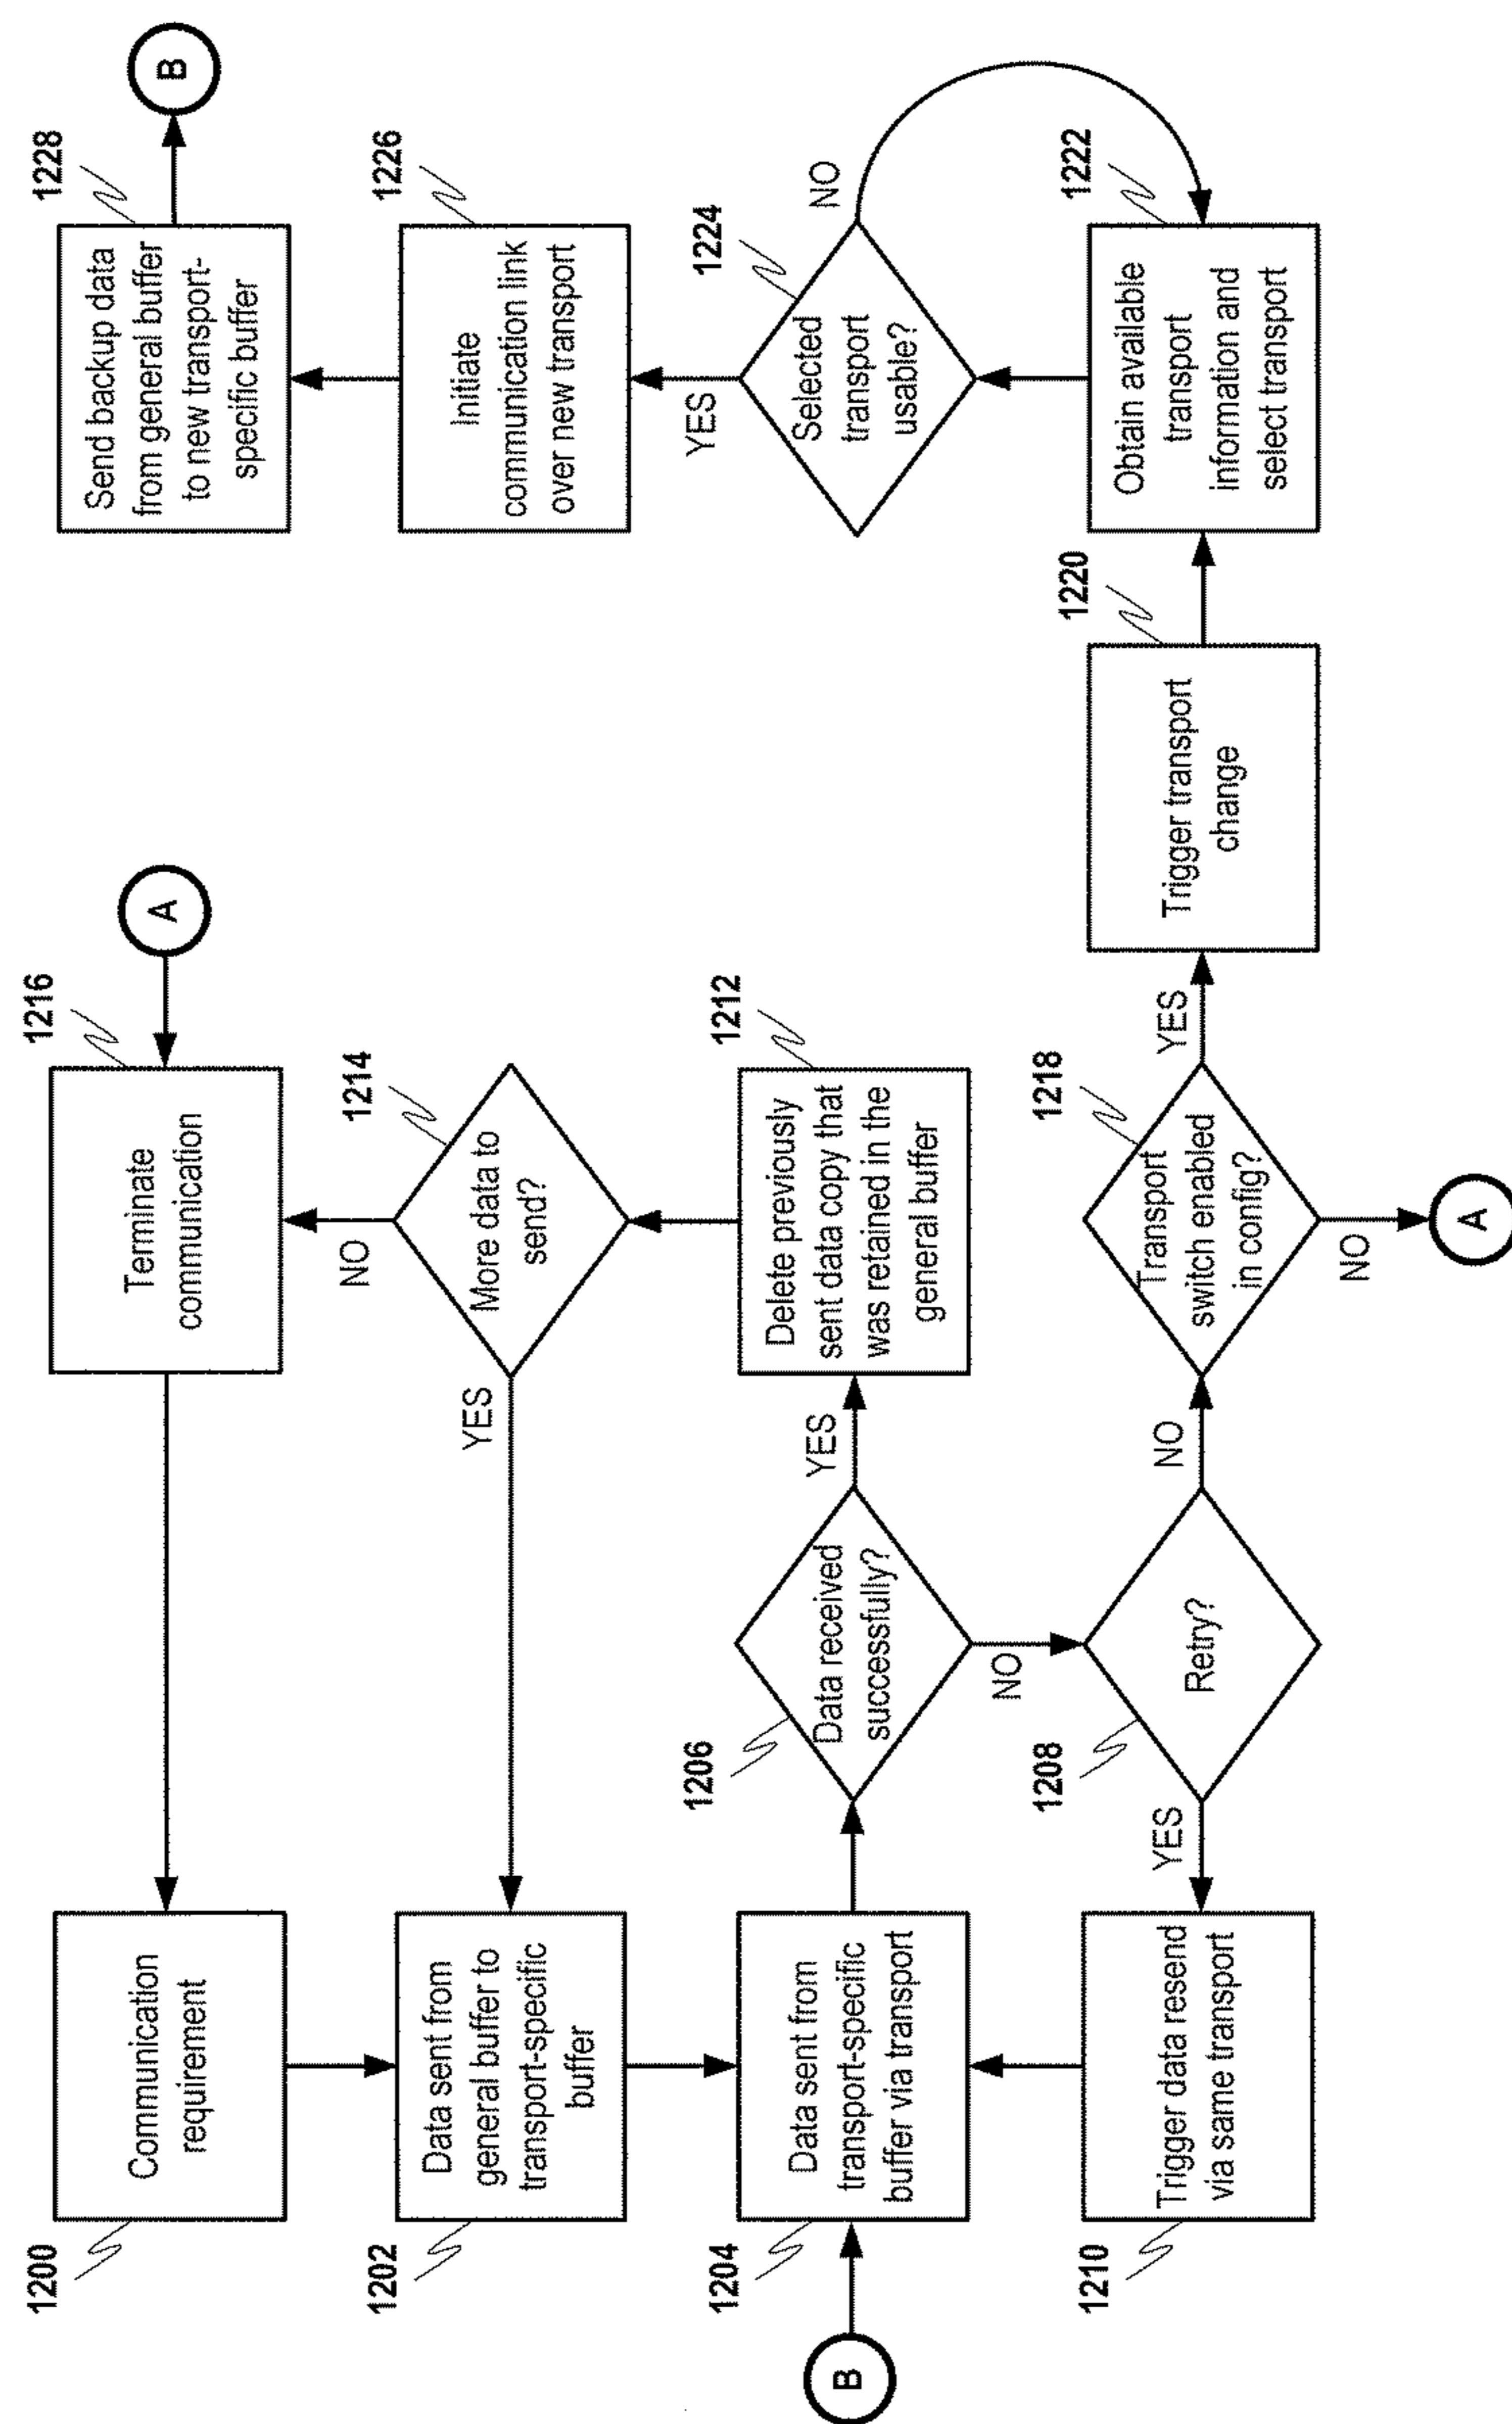 1200
Communication
requirement
1202
Data sent from
general buffer to
transport-specific
buffer
B
1204
Data sent from
transport-specific
buffer via transport
1210
Trigger data resend
via same transport
1206
Data received
successfully?
YES
NO
1208
Retry?
YES
NO
1212
Delete previously
sent data copy that
was retained in the
general buffer
1214
More data to
send?
YES
NO
1216
Terminate
communication
A
1218
Transport
switch enabled
in config?
YES
NO
A
1220
Trigger transport
change
1222
Obtain available
transport
information and
select transport
1224
Selected
transport
usable?
NO
YES
1226
Initiate
communication link
over new transport
1228
Send backup data
from general buffer
to new transport-
specific buffer
B